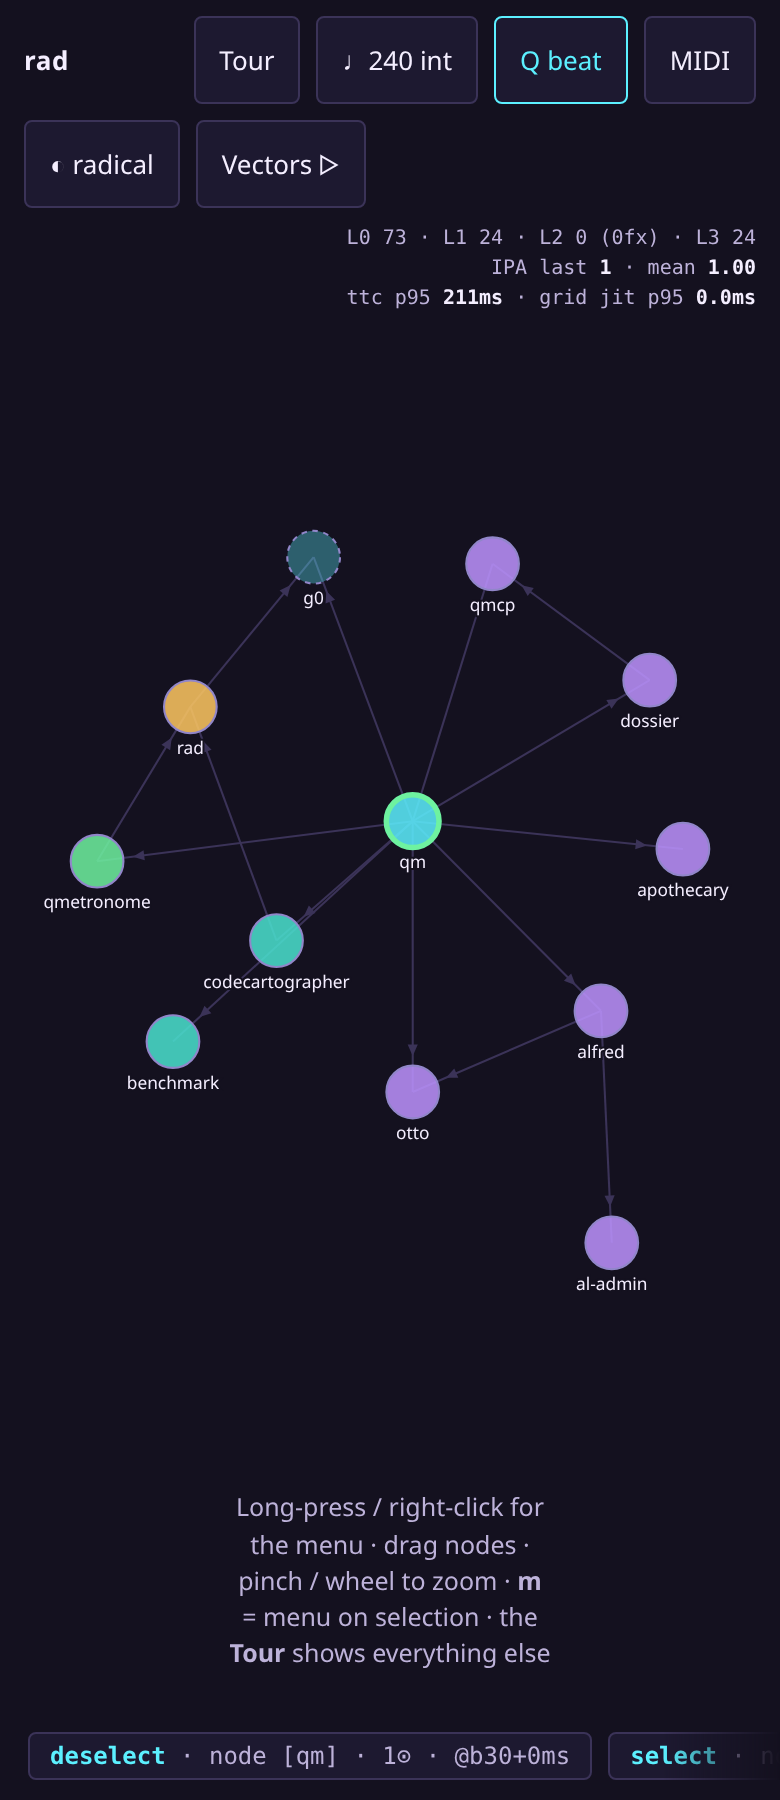 rad
Tour
♩ 240 int
Q beat
MIDI
◐ radical
Vectors ▷
L0 73 · L1 24 · L2 0 (0fx) · L3 24
IPA last 1 · mean 1.00
ttc p95 211ms · grid jit p95 0.0ms
g0
qmcp
dossier
rad
qm
apothecary
qmetronome
codecartographer
alfred
benchmark
otto
al-admin
Long-press / right-click for
the menu · drag nodes ·
pinch / wheel to zoom · m
= menu on selection · the
Tour shows everything else
deselect · node [qm] · 1⊙ · @b30+0ms
select · n